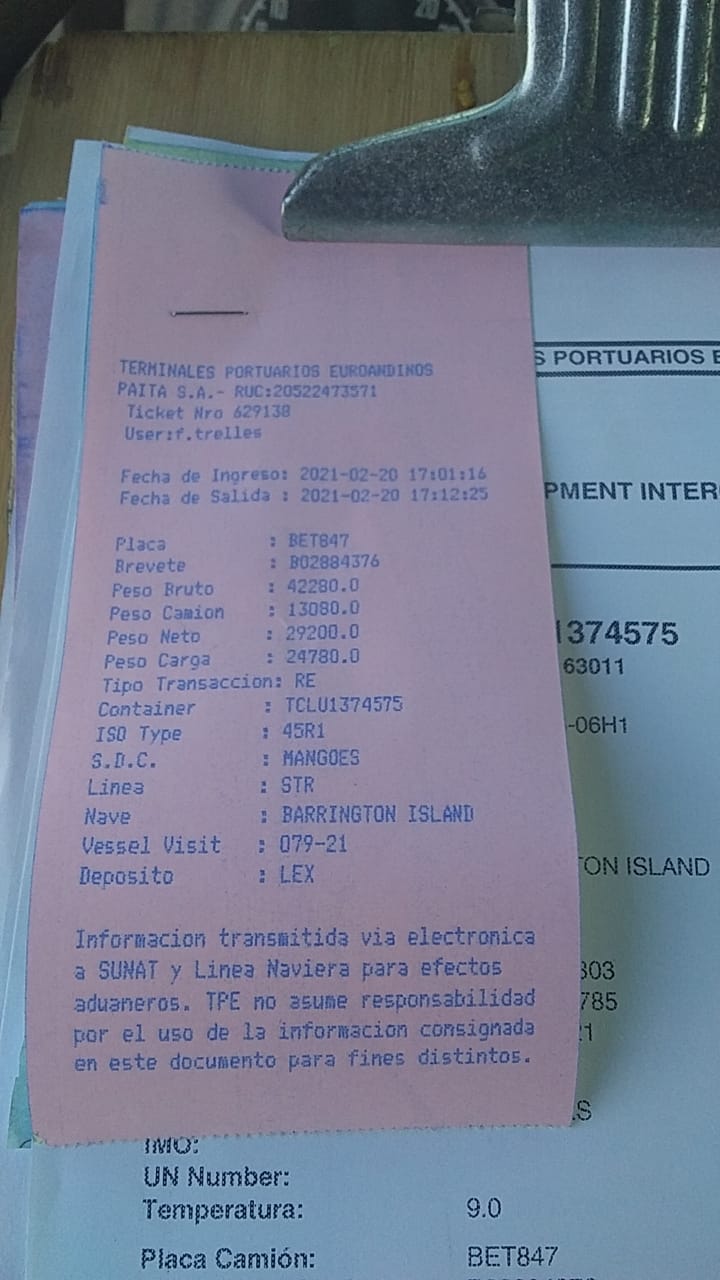 10
20
TERMINALES PORTUARIOS EUROANDINOS
PAITA S.A.- RUC:20522473571
Ticket Nro 629138
User:f.trelles
Fecha de Ingreso: 2021-02-20 17:01:16
Fecha de Salida : 2021-02-20 17:12:25
Placa : BET847
Brevete : B02884376
Peso Bruto : 42280.0
Peso Camion : 13080.0
Peso Neto : 29200.0
Peso Carga : 24780.0
Tipo Transaccion: RE
Container : TCLU1374575
ISO Type : 45R1
S.D.C. : MANGOES
Linea : STR
Nave : BARRINGTON ISLAND
Vessel Visit : 079-21
Deposito : LEX
Informacion transmitida via electronica
a SUNAT y Linea Naviera para efectos
aduaneros. TPE no asume responsabilidad
por el uso de la informacion consignada
en este documento para fines distintos.
S PORTUARIOS E
PMENT INTER
1374575
63011
-06H1
TON ISLAND
303
785
21
AS
IMO:
UN Number:
Temperatura: 9.0
Placa Camión: BET847